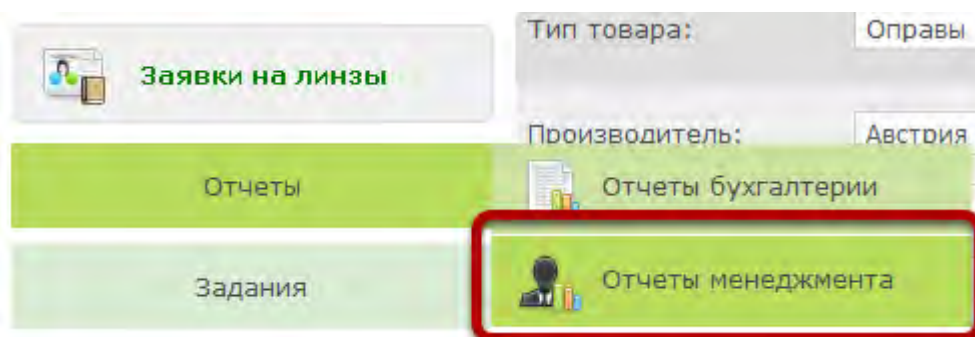 Тип товара: Оправы
Заявки на линзы
Производитель: Австрия
Отчеты
Отчеты бухгалтерии
Задания
Отчеты менеджмента